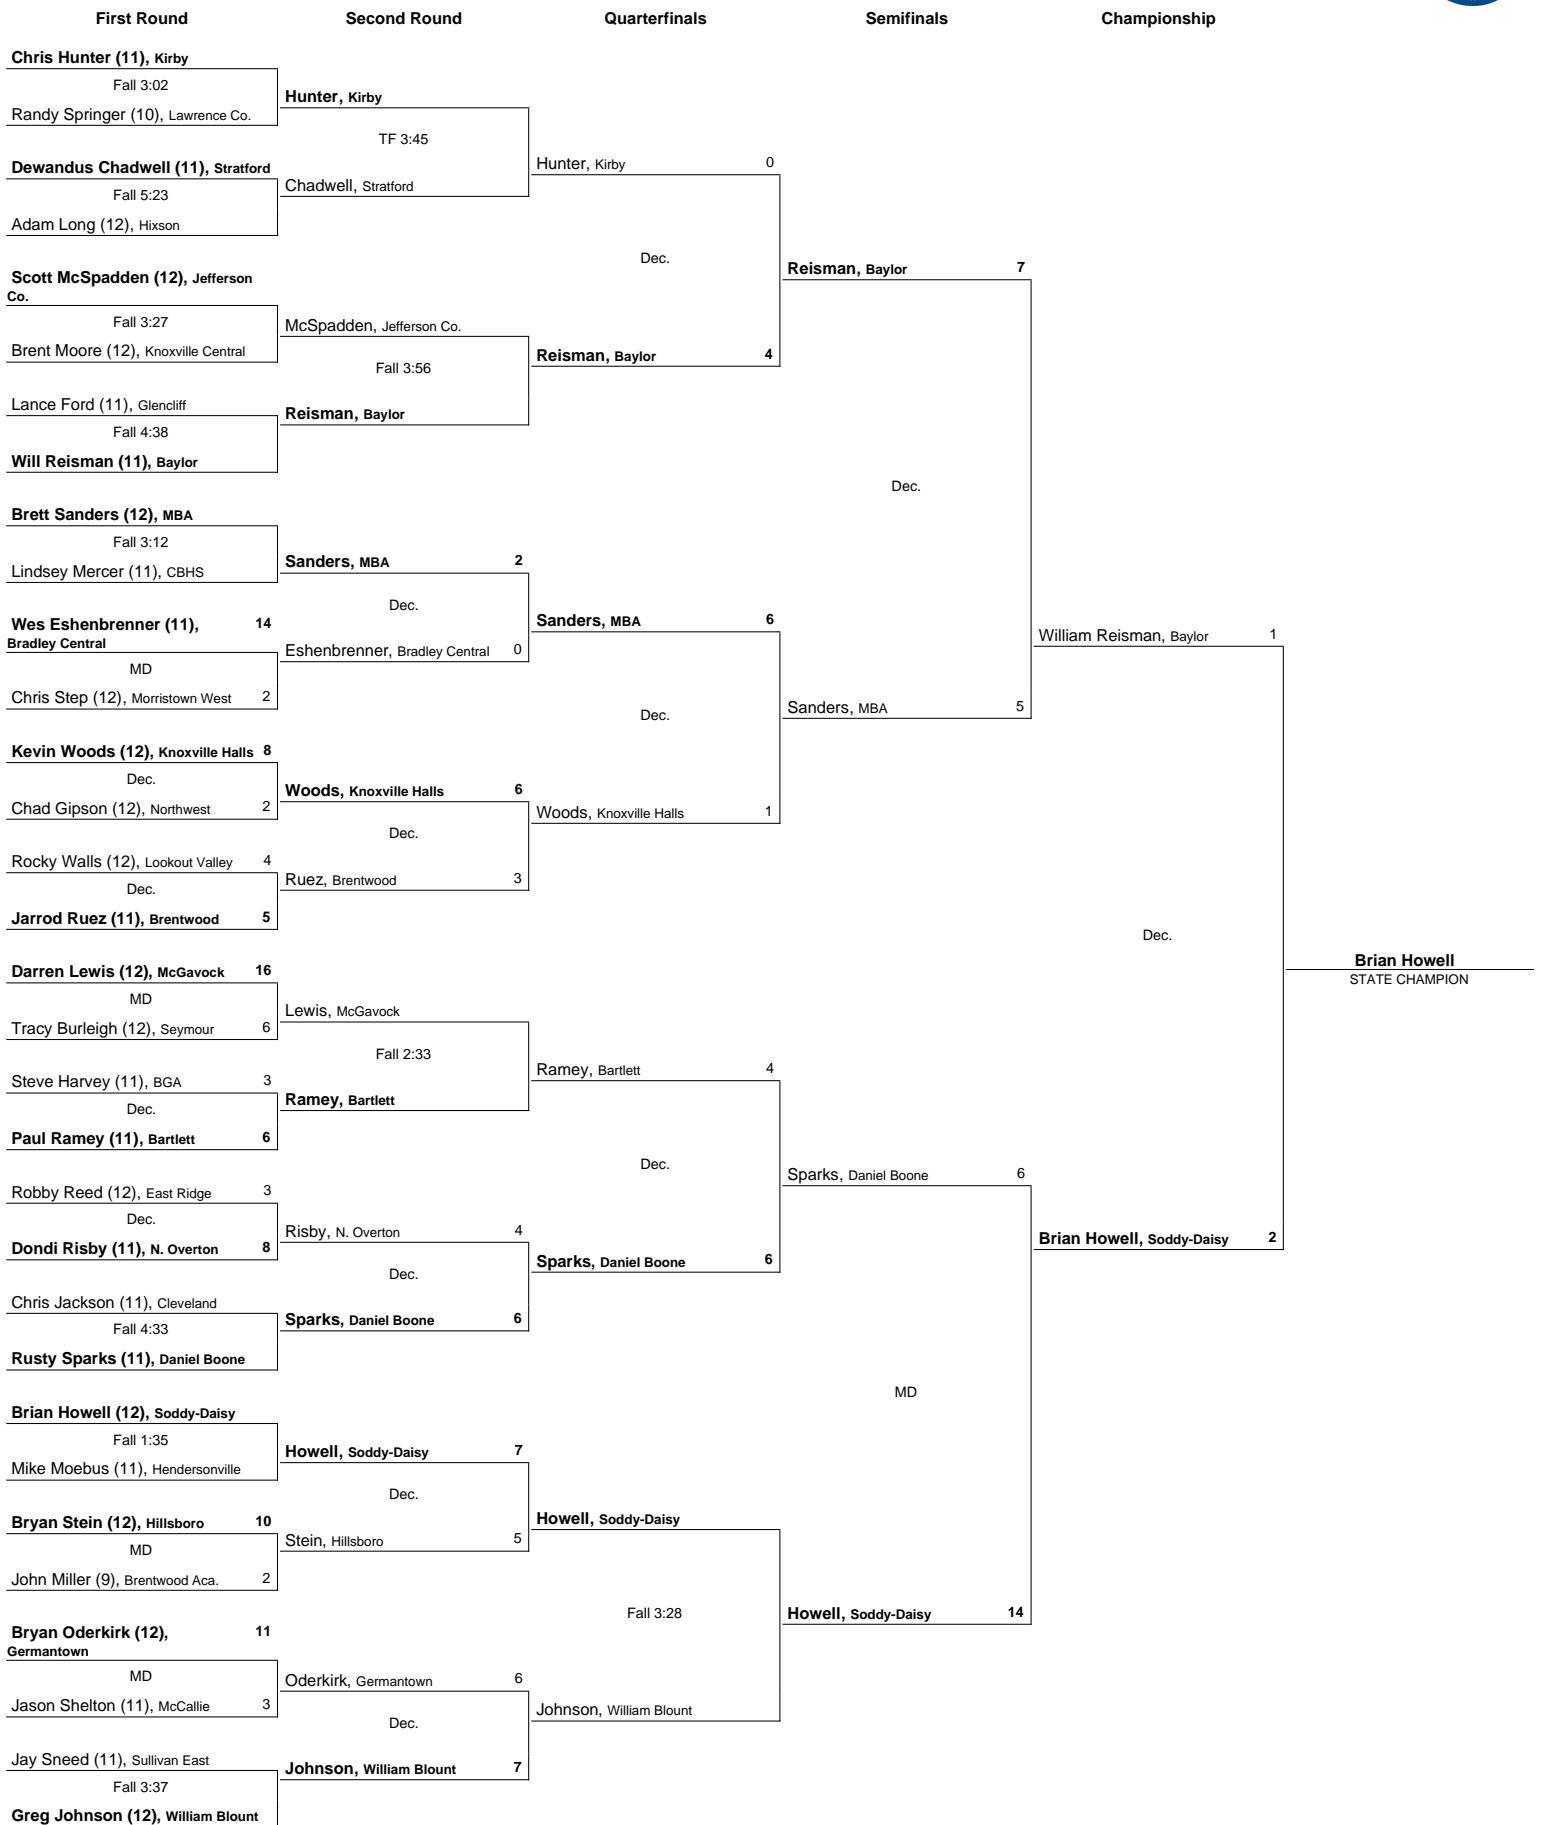 First Round Second Round Quarterfinals Semifinals Championship
Chris Hunter (11), Kirby
Fall 3:02
Randy Springer (10), Lawrence Co.
Dewandus Chadwell (11), Stratford
Fall 5:23
Adam Long (12), Hixson
Scott McSpadden (12), Jefferson
Co.
Fall 3:27
Brent Moore (12), Knoxville Central
Lance Ford (11), Glencliff
Fall 4:38
Will Reisman (11), Baylor
Brett Sanders (12), MBA
Fall 3:12
Lindsey Mercer (11), CBHS
Wes Eshenbrenner (11), 14
Bradley Central
MD
Chris Step (12), Morristown West 2
Kevin Woods (12), Knoxville Halls 8
Dec.
Chad Gipson (12), Northwest 2
Rocky Walls (12), Lookout Valley 4
Dec.
Jarrod Ruez (11), Brentwood 5
Darren Lewis (12), McGavock 16
MD
Tracy Burleigh (12), Seymour 6
Steve Harvey (11), BGA 3
Dec.
Paul Ramey (11), Bartlett 6
Robby Reed (12), East Ridge 3
Dec.
Dondi Risby (11), N. Overton 8
Chris Jackson (11), Cleveland
Fall 4:33
Rusty Sparks (11), Daniel Boone
Brian Howell (12), Soddy-Daisy
Fall 1:35
Mike Moebus (11), Hendersonville
Bryan Stein (12), Hillsboro 10
MD
John Miller (9), Brentwood Aca. 2
Bryan Oderkirk (12), 11
Germantown
MD
Jason Shelton (11), McCallie 3
Jay Sneed (11), Sullivan East
Fall 3:37
Greg Johnson (12), William Blount
Hunter, Kirby
TF 3:45
Chadwell, Stratford
McSpadden, Jefferson Co.
Fall 3:56
Reisman, Baylor
Sanders, MBA 2
Dec.
Eshenbrenner, Bradley Central 0
Woods, Knoxville Halls 6
Dec.
Ruez, Brentwood 3
Lewis, McGavock
Fall 2:33
Ramey, Bartlett
Risby, N. Overton 4
Dec.
Sparks, Daniel Boone 6
Howell, Soddy-Daisy 7
Dec.
Stein, Hillsboro 5
Oderkirk, Germantown 6
Dec.
Johnson, William Blount 7
Hunter, Kirby 0
Dec.
Reisman, Baylor 4
Sanders, MBA 6
Dec.
Woods, Knoxville Halls 1
Ramey, Bartlett 4
Dec.
Sparks, Daniel Boone 6
Howell, Soddy-Daisy
Fall 3:28
Johnson, William Blount
Reisman, Baylor 7
Dec.
Sanders, MBA 5
Sparks, Daniel Boone 6
MD
Howell, Soddy-Daisy 14
William Reisman, Baylor 1
Dec.
Brian Howell, Soddy-Daisy 2
Brian Howell
STATE CHAMPION